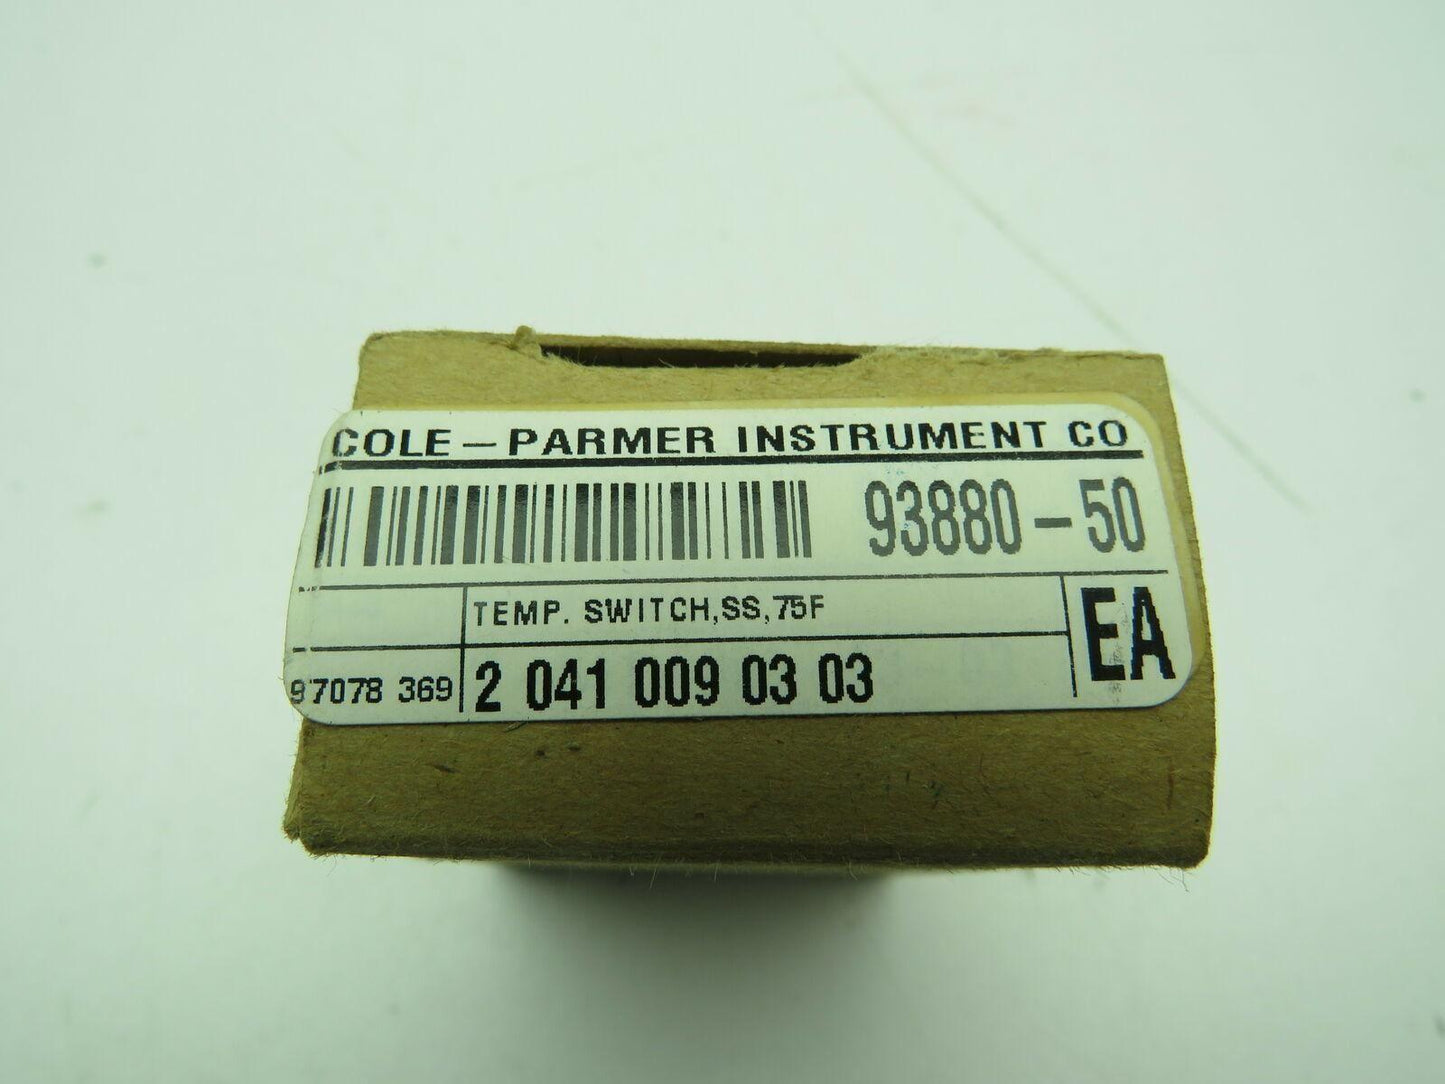 COLE-PARMER INSTRUMENT CO
93880-50
TEMP. SWITCH,SS,75F
EA
97078 369
2 041 009 03 03